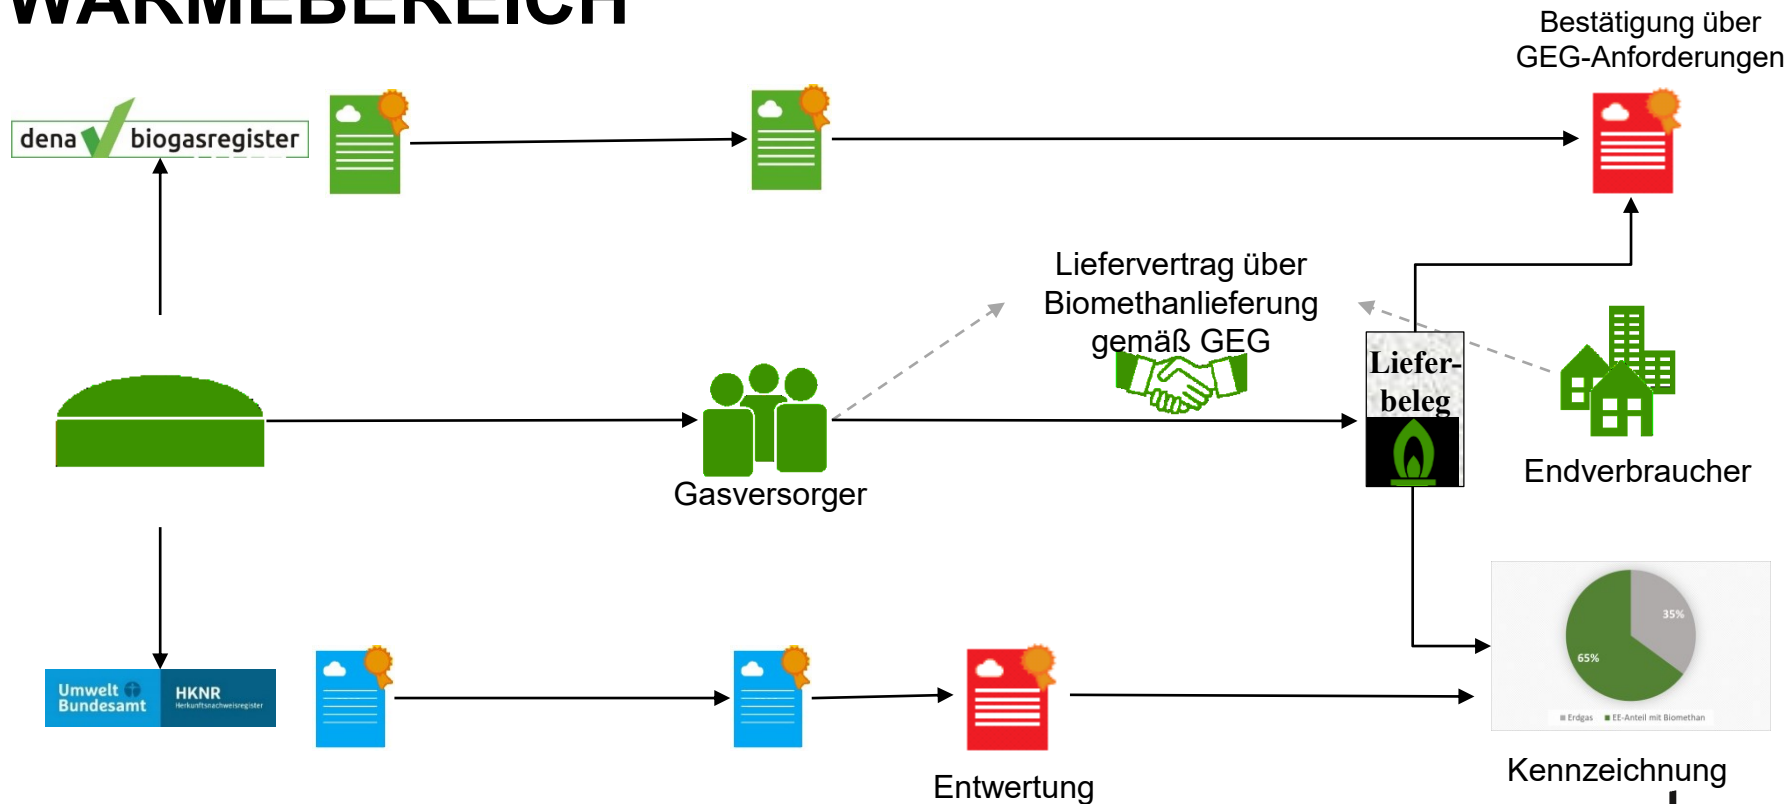 WÄRMEBEREICH
Bestätigung über
GEG-Anforderungen
dena biogasregister
Liefervertrag über
Biomethanlieferung
gemäß GEG
Liefer-
beleg
Gasversorger
Endverbraucher
Umwelt
Bundesamt
HKNR
Herkunftsnachweisregister
35%
65%
Erdgas EE-Anteil mit Biomethan
Entwertung
Kennzeichnung